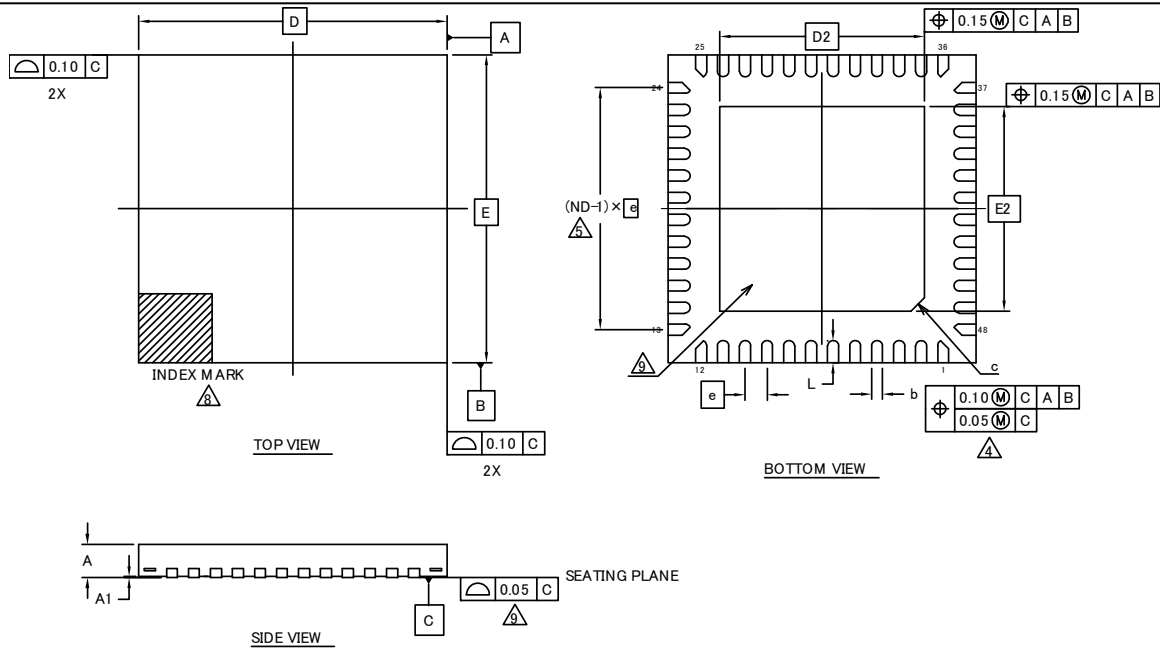 D
A
0.10 C
2X
E
INDEX MARK
8
B
TOP VIEW
0.10 C
2X
D2
0.15 Ⓜ C A B
25
36
24
37
0.15 Ⓜ C A B
(ND-1)× e
5
E2
13
48
9
12
1
e
L
b
c
0.10 Ⓜ C A B
0.05 Ⓜ C
4
BOTTOM VIEW
A
A1
SEATING PLANE
0.05 C
9
C
SIDE VIEW